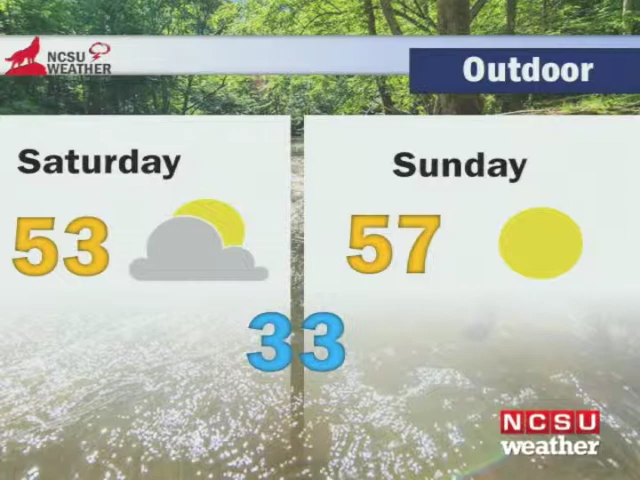 NCSU
WEATHER
Outdoor
Saturday
Sunday
53
57
33
NCSU
weather